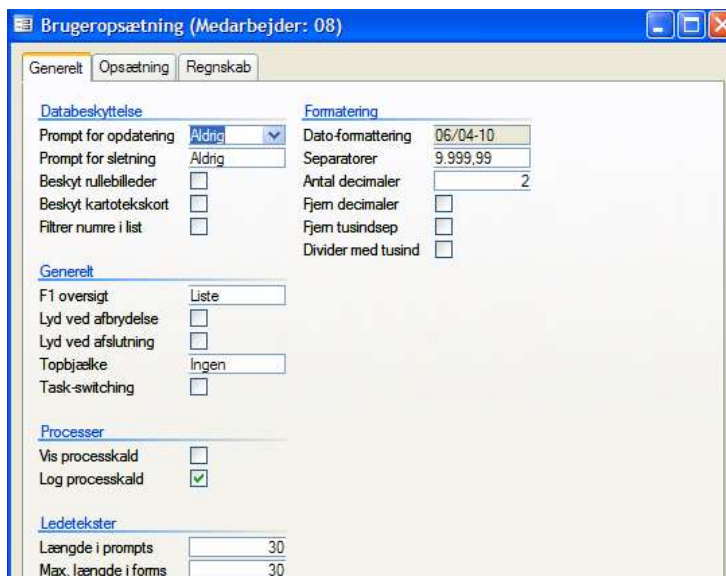 Brugeropsætning (Medarbejder: 08)
Generelt Opsætning Regnskab
Databeskyttelse
Prompt for opdatering Aldrig
Prompt for sletning Aldrig
Beskyt rullebilleder
Beskyt kartotekskort
Filtrer numre i list
Generelt
F1 oversigt Liste
Lyd ved afbrydelse
Lyd ved afslutning
Topbjælke Ingen
Task-switching
Processer
Vis processkald
Log processkald
Ledetekster
Længde i prompts 30
Max. længde i forms 30
Formatering
Dato-formattering 06/04-10
Separatorer 9.999,99
Antal decimaler 2
Fjern decimaler
Fjern tusindsep
Divider med tusind